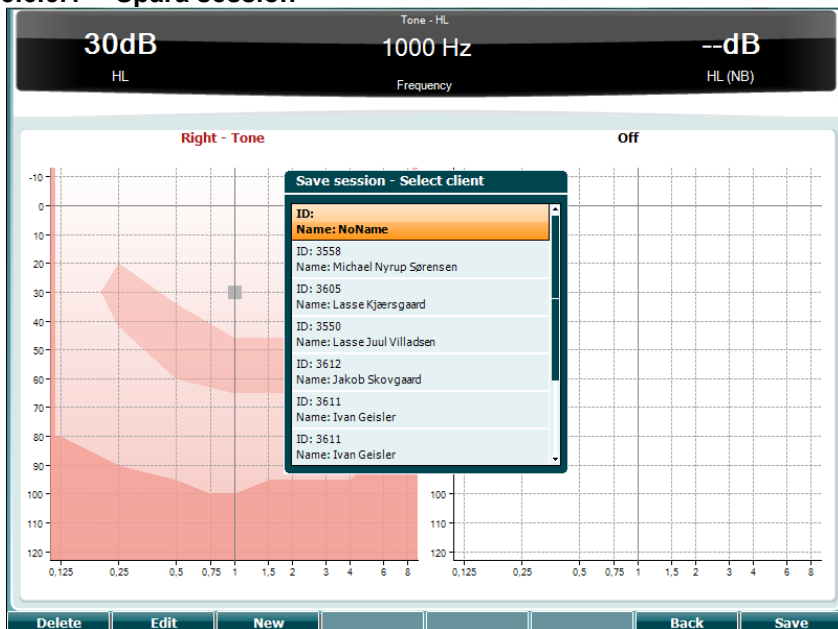 Spara session
Tone - HL
30dB
1000 Hz
--dB
HL
Frequency
HL (NB)
Right - Tone
Off
Save session - Select client
ID:
Name: NoName
ID: 3558
Name: Michael Nyrup Sørensen
ID: 3605
Name: Lasse Kjærsgaard
ID: 3550
Name: Lasse Juul Villadsen
ID: 3612
Name: Jakob Skovgaard
ID: 3611
Name: Ivan Geisler
ID: 3611
Name: Ivan Geisler
-10
0
10
20
30
40
50
60
70
80
90
100
110
120
100
110
120
0,125 0,25 0,5 0,75 1 1,5 2 3 4 6 8
0,125 0,25 0,5 0,75 1 1,5 2 3 4 6 8
Delete Edit New Back Save